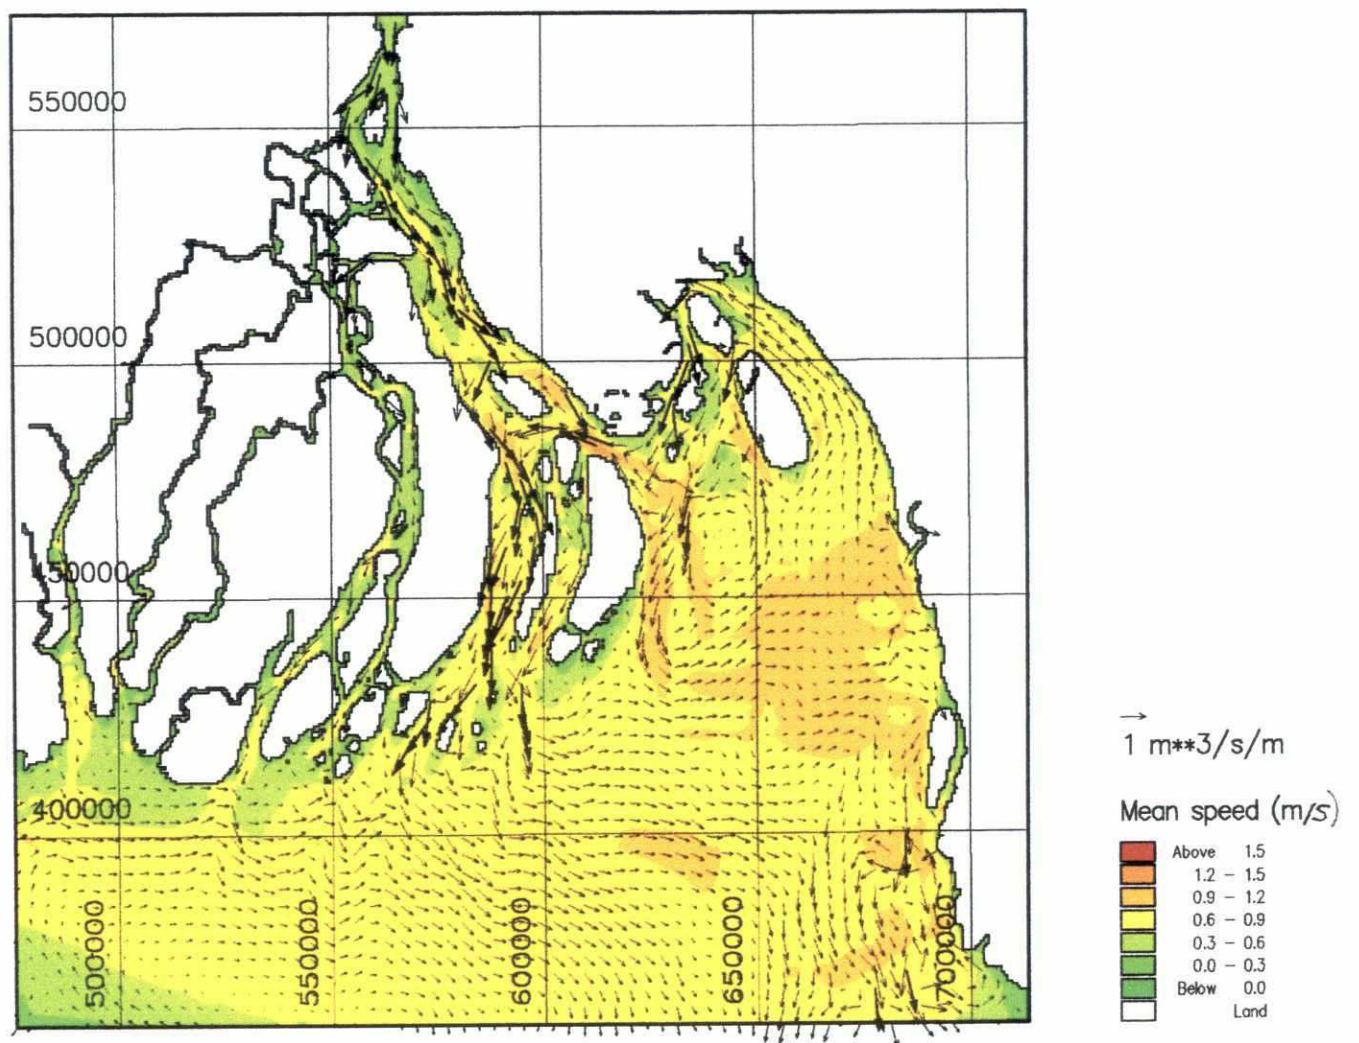 550000
500000
50000
400000
500000
550000
600000
650000
700000
1 m**3/s/m
Mean speed (m/s)
Above 1.5
1.2 – 1.5
0.9 – 1.2
0.6 – 0.9
0.3 – 0.6
0.0 – 0.3
Below 0.0
Land